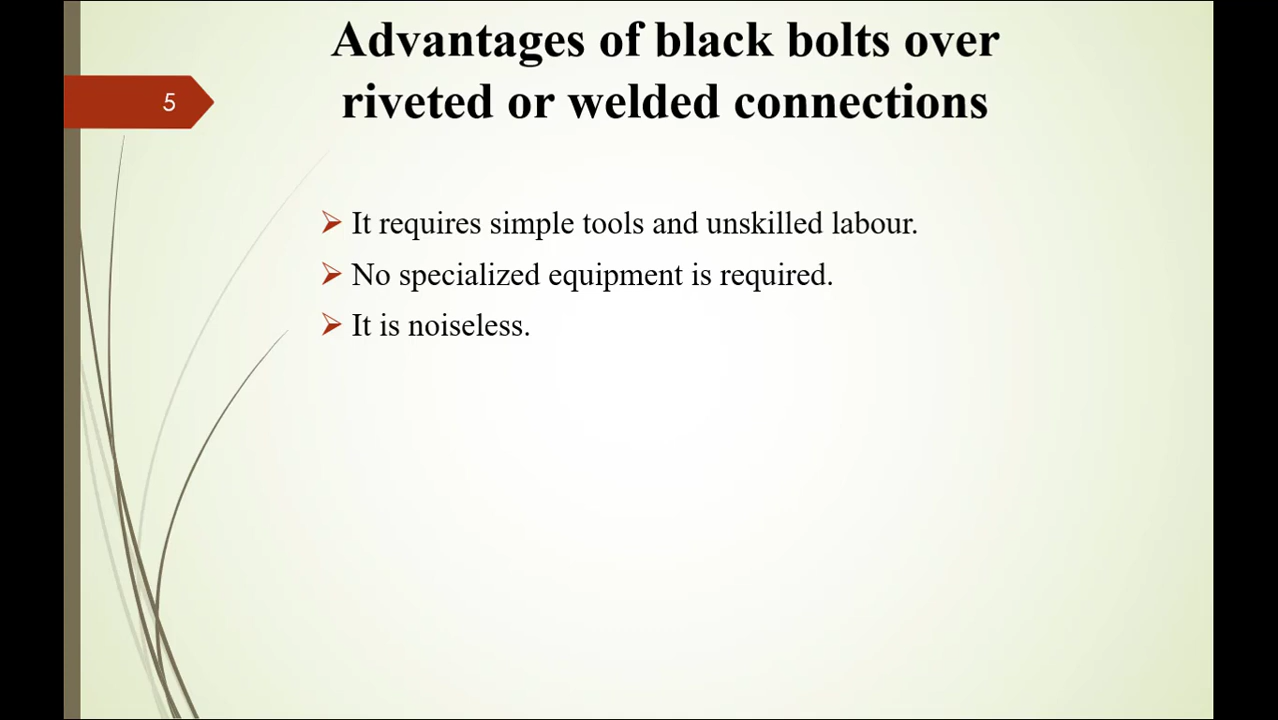 Advantages of black bolts over
riveted or welded connections
5
It requires simple tools and unskilled labour.
No specialized equipment is required.
It is noiseless.